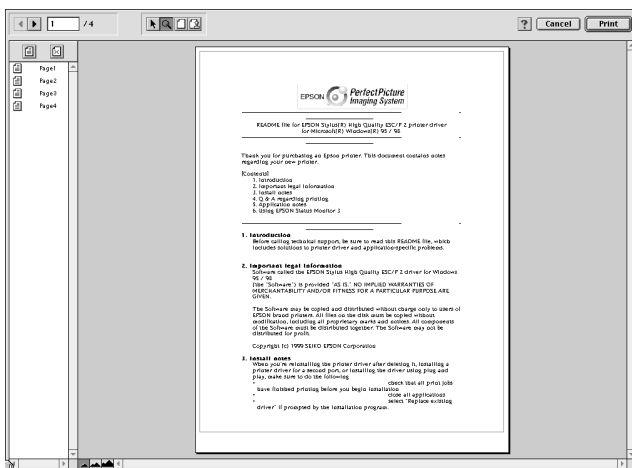 1 / 4
? Cancel Print
Page1
Page2
Page3
Page4
EPSON PerfectPicture
Imaging System
README file for EPSON Stylus(R) High Quality ESC/P 2 printer driver
for Microsoft(R) Windows(R) 95 / 98
Thank you for purchasing an Epson printer. This document contains notes
regarding your new printer.
[Contents]
1. Introduction
2. Important legal information
3. Install notes
4. Q & A regarding printing
5. Application notes
6. Using EPSON Status Monitor 3
1. Introduction
Before calling technical support, be sure to read this README file, which
includes solutions to printer driver and application-specific problems.
2. Important legal information
Software called the EPSON Stylus High Quality ESC/P 2 driver for Windows
95 / 98
(the "Software") is provided "AS IS." NO IMPLIED WARRANTIES OF
MERCHANTABILITY AND/OR FITNESS FOR A PARTICULAR PURPOSE ARE
GIVEN.
The Software may be copied and distributed without charge only to users of
EPSON brand printers. All files on the disk must be copied without
modification, including all proprietary marks and notices. All components
of the Software must be distributed together. The Software may not be
distributed for profit.
Copyright (c) 1999 SEIKO EPSON Corporation
3. Install notes
When you're reinstalling the printer driver after deleting it, installing a
printer driver for a second port, or installing the driver using plug and
play, make sure to do the following
* check that all print jobs
have finished printing before you begin installation
* close all applications
* select "Replace existing
driver" if prompted by the installation program.